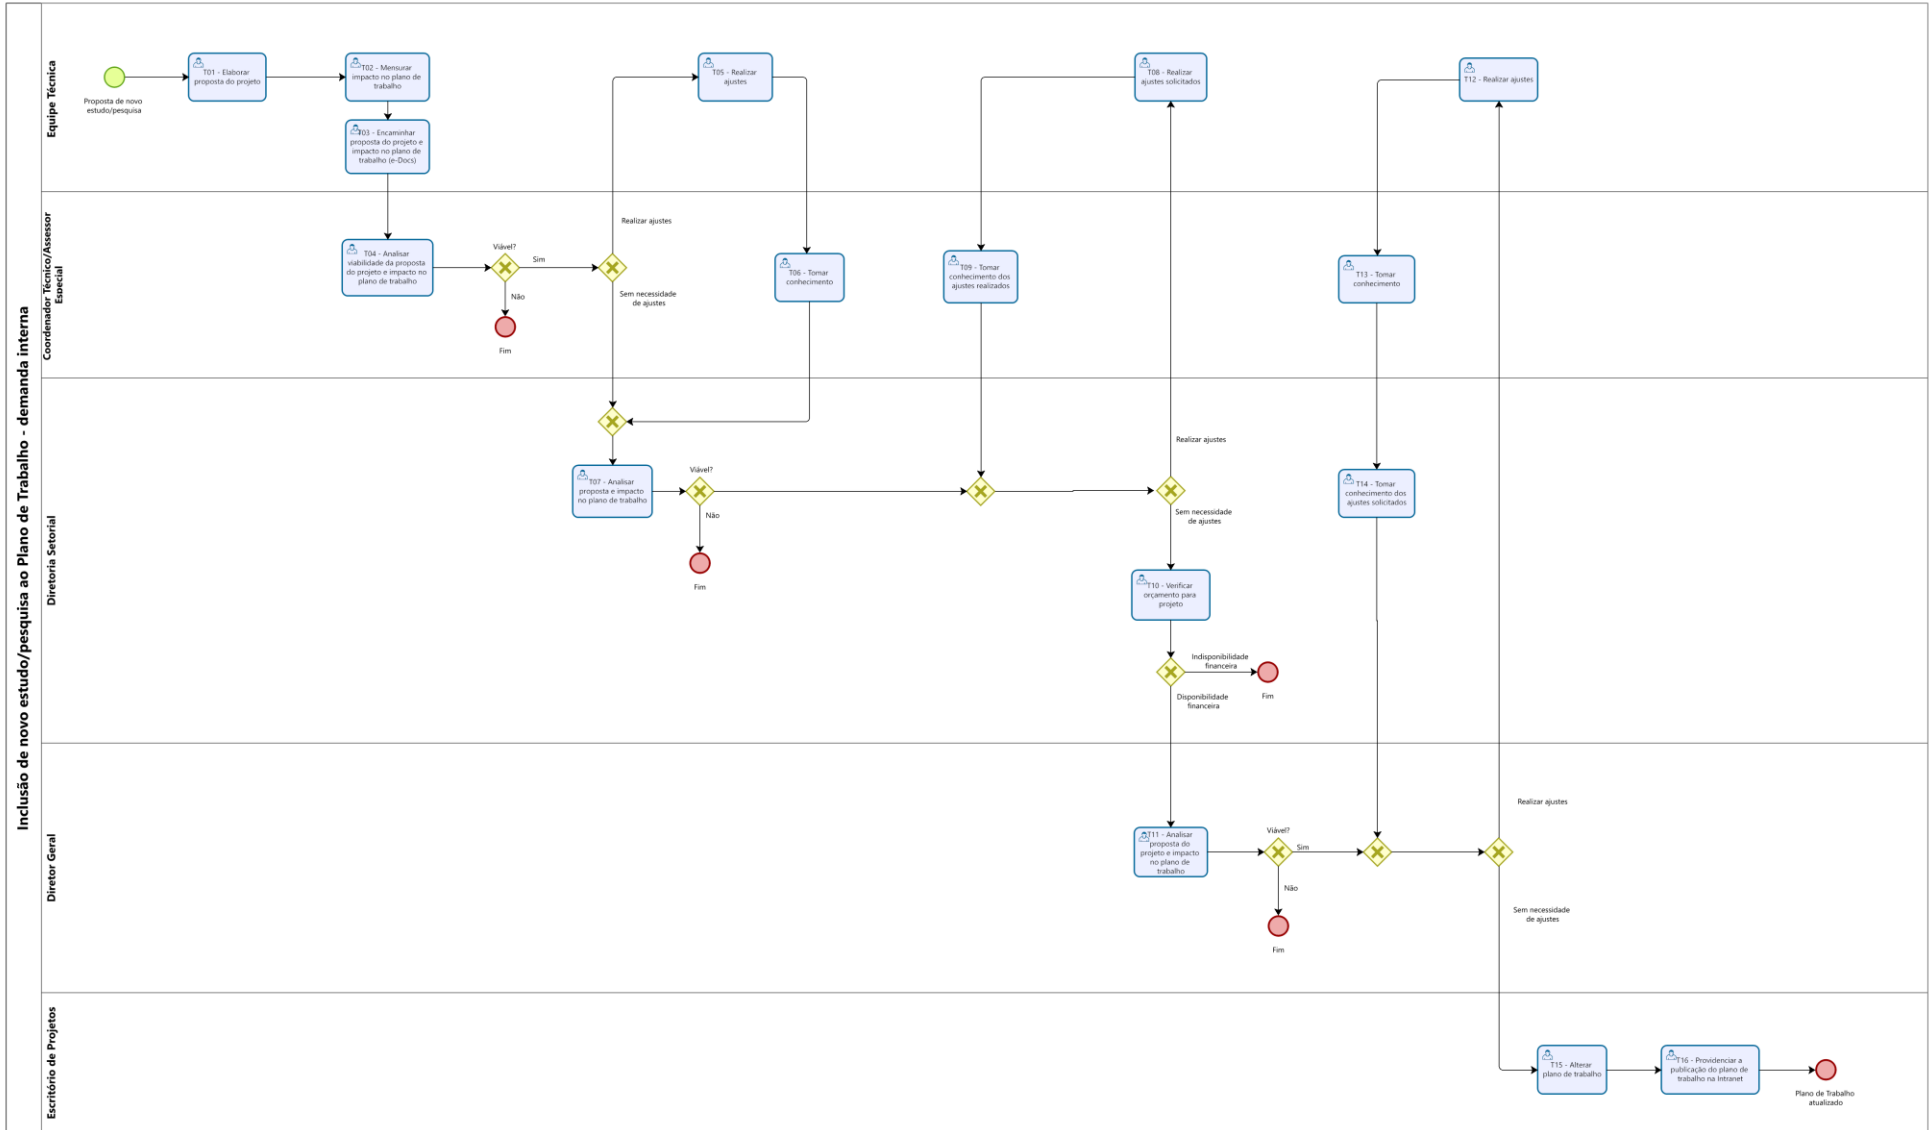 Inclusão de novo estudo/pesquisa ao Plano de Trabalho - demanda interna
Equipe Técnica
Proposta de novo
estudo/pesquisa
T01 - Elaborar
proposta do projeto
T02 - Mensurar
impacto no plano de
trabalho
T03 - Encaminhar
proposta do projeto e
impacto no plano de
trabalho (e-Docs)
T05 - Realizar
ajustes
T08 - Realizar
ajustes solicitados
T12 - Realizar ajustes
Coordenador Técnico/Assessor
Especial
T04 - Analisar
viabilidade da proposta
do projeto e impacto no
plano de trabalho
Viável?
Sim
Não
Fim
Realizar ajustes
Sem necessidade
de ajustes
T06 - Tomar
conhecimento
T09 - Tomar
conhecimento dos
ajustes realizados
T13 - Tomar
conhecimento
Diretoria Setorial
T07 - Analisar
proposta e impacto
no plano de trabalho
Viável?
Não
Fim
Realizar ajustes
Sem necessidade
de ajustes
T10 - Verificar
orçamento para
projeto
Indisponibilidade
financeira
Fim
Disponibilidade
financeira
T14 - Tomar
conhecimento dos
ajustes solicitados
Diretor Geral
T11 - Analisar
proposta do
projeto e impacto
no plano de
trabalho
Viável?
Sim
Não
Fim
Realizar ajustes
Sem necessidade
de ajustes
Escritório de Projetos
T15 - Alterar
plano de trabalho
T16 - Providenciar a
publicação do plano de
trabalho na Intranet
Plano de Trabalho
atualizado